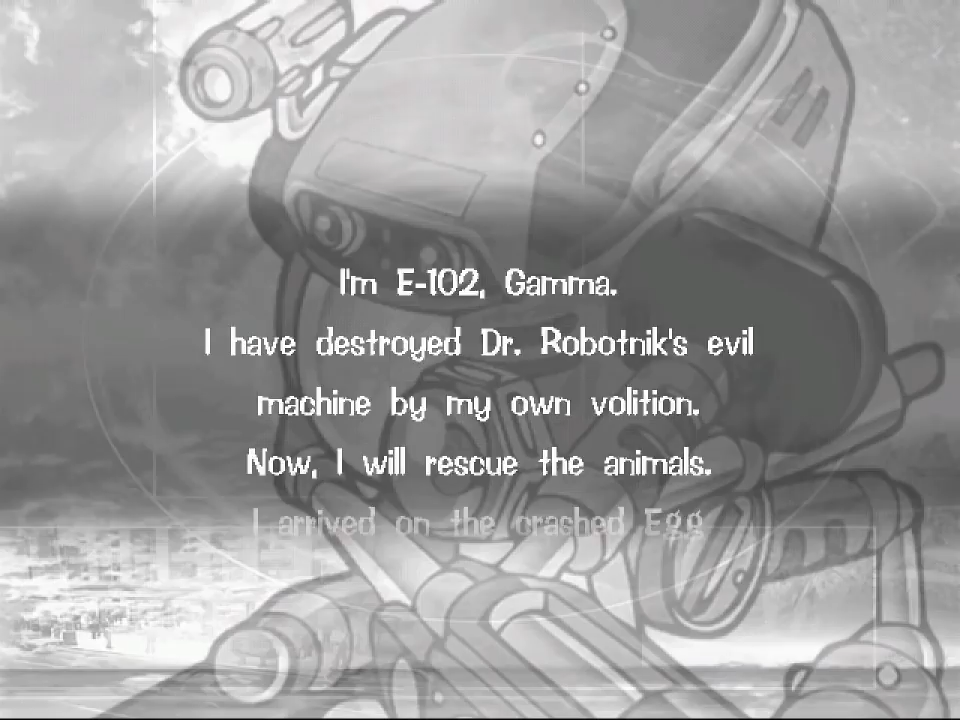 I'm E-102, Gamma.
I have destroyed Dr. Robotnik's evil
machine by my own volition.
Now, I will rescue the animals.
I arrived on the crashed Egg